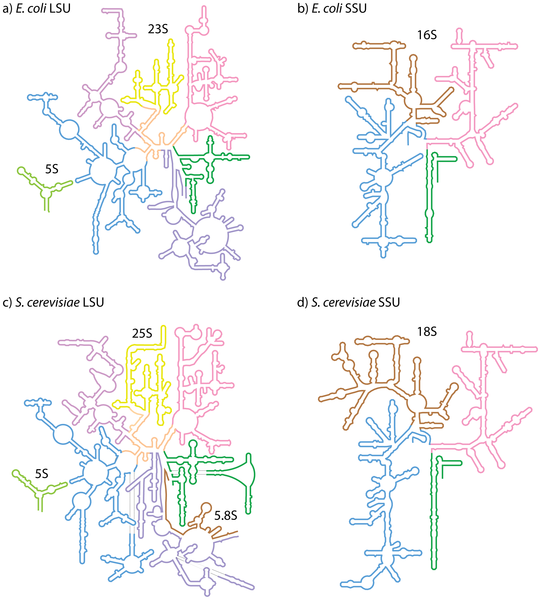 a) E. coli LSU
b) E. coli SSU
23S
16S
5S
c) S. cerevisiae LSU
d) S. cerevisiae SSU
25S
18S
5S
5.8S